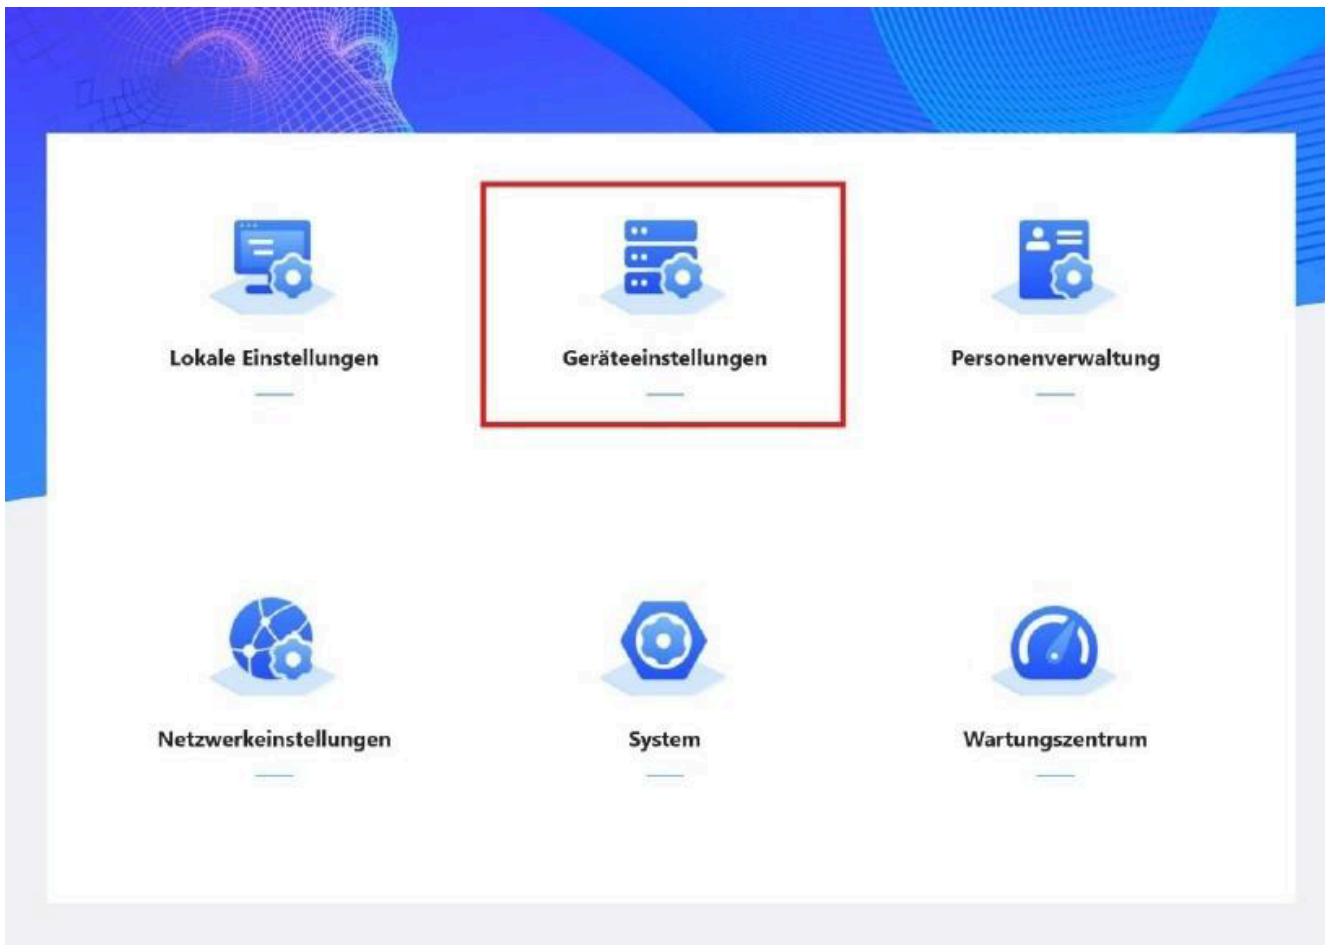 Lokale Einstellungen
Geräteeinstellungen
Personenverwaltung
Netzwerkeinstellungen
System
Wartungszentrum